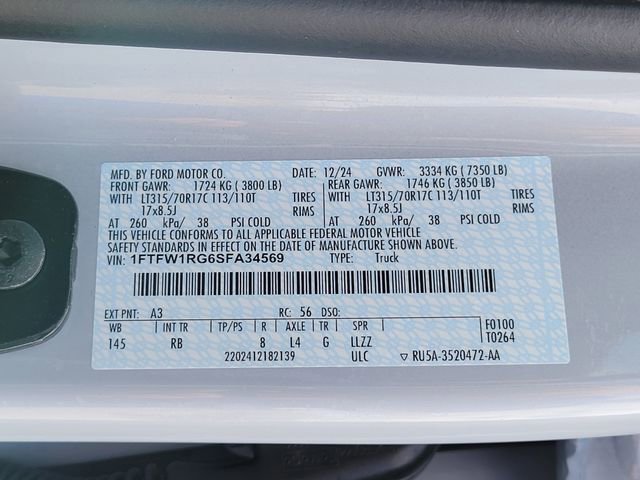 MFD. BY FORD MOTOR CO. 12/24 GVWR: 3334 KG ( 7350 LB)
FRONT GAWR: 1724 KG ( 3800 LB) REAR GAWR: 1746 KG ( 3850 LB)
WITH LT315/70R17C 113/110T TIRES WITH LT315/70R17C 113/110T TIRES
17x8.5J RIMS 17x8.5J RIMS
AT 260 kPa/ 38 PSI COLD AT 260 kPa/ 38 PSI COLD
THIS VEHICLE CONFORMS TO ALL APPLICABLE FEDERAL MOTOR VEHICLE
SAFETY STANDARDS IN EFFECT ON THE DATE OF MANUFACTURE SHOWN ABOVE.
VIN: 1FTFW1RG6SFA34569 TYPE: Truck
EXT PNT: A3 RC: 56 DSO:
WB INT TR TP/PS R AXLE TR SPR F0100
145 RB 8 L4 G LLZZ T0264
2202412182139 ULC ▼ RU5A-3520472-AA